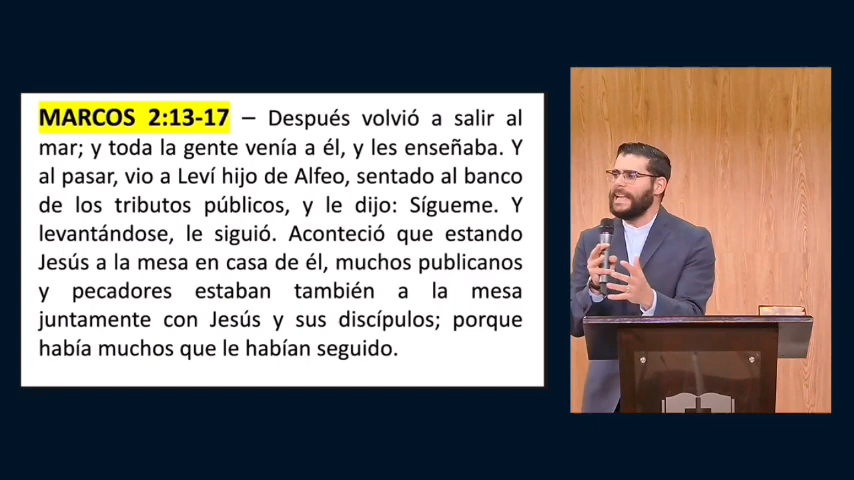 MARCOS 2:13-17 – Después volvió a salir al
mar; y toda la gente venía a él, y les enseñaba. Y
al pasar, vio a Leví hijo de Alfeo, sentado al banco
de los tributos públicos, y le dijo: Sígueme. Y
levantándose, le siguió. Aconteció que estando
Jesús a la mesa en casa de él, muchos publicanos
y pecadores estaban también a la mesa
juntamente con Jesús y sus discípulos; porque
había muchos que le habían seguido.